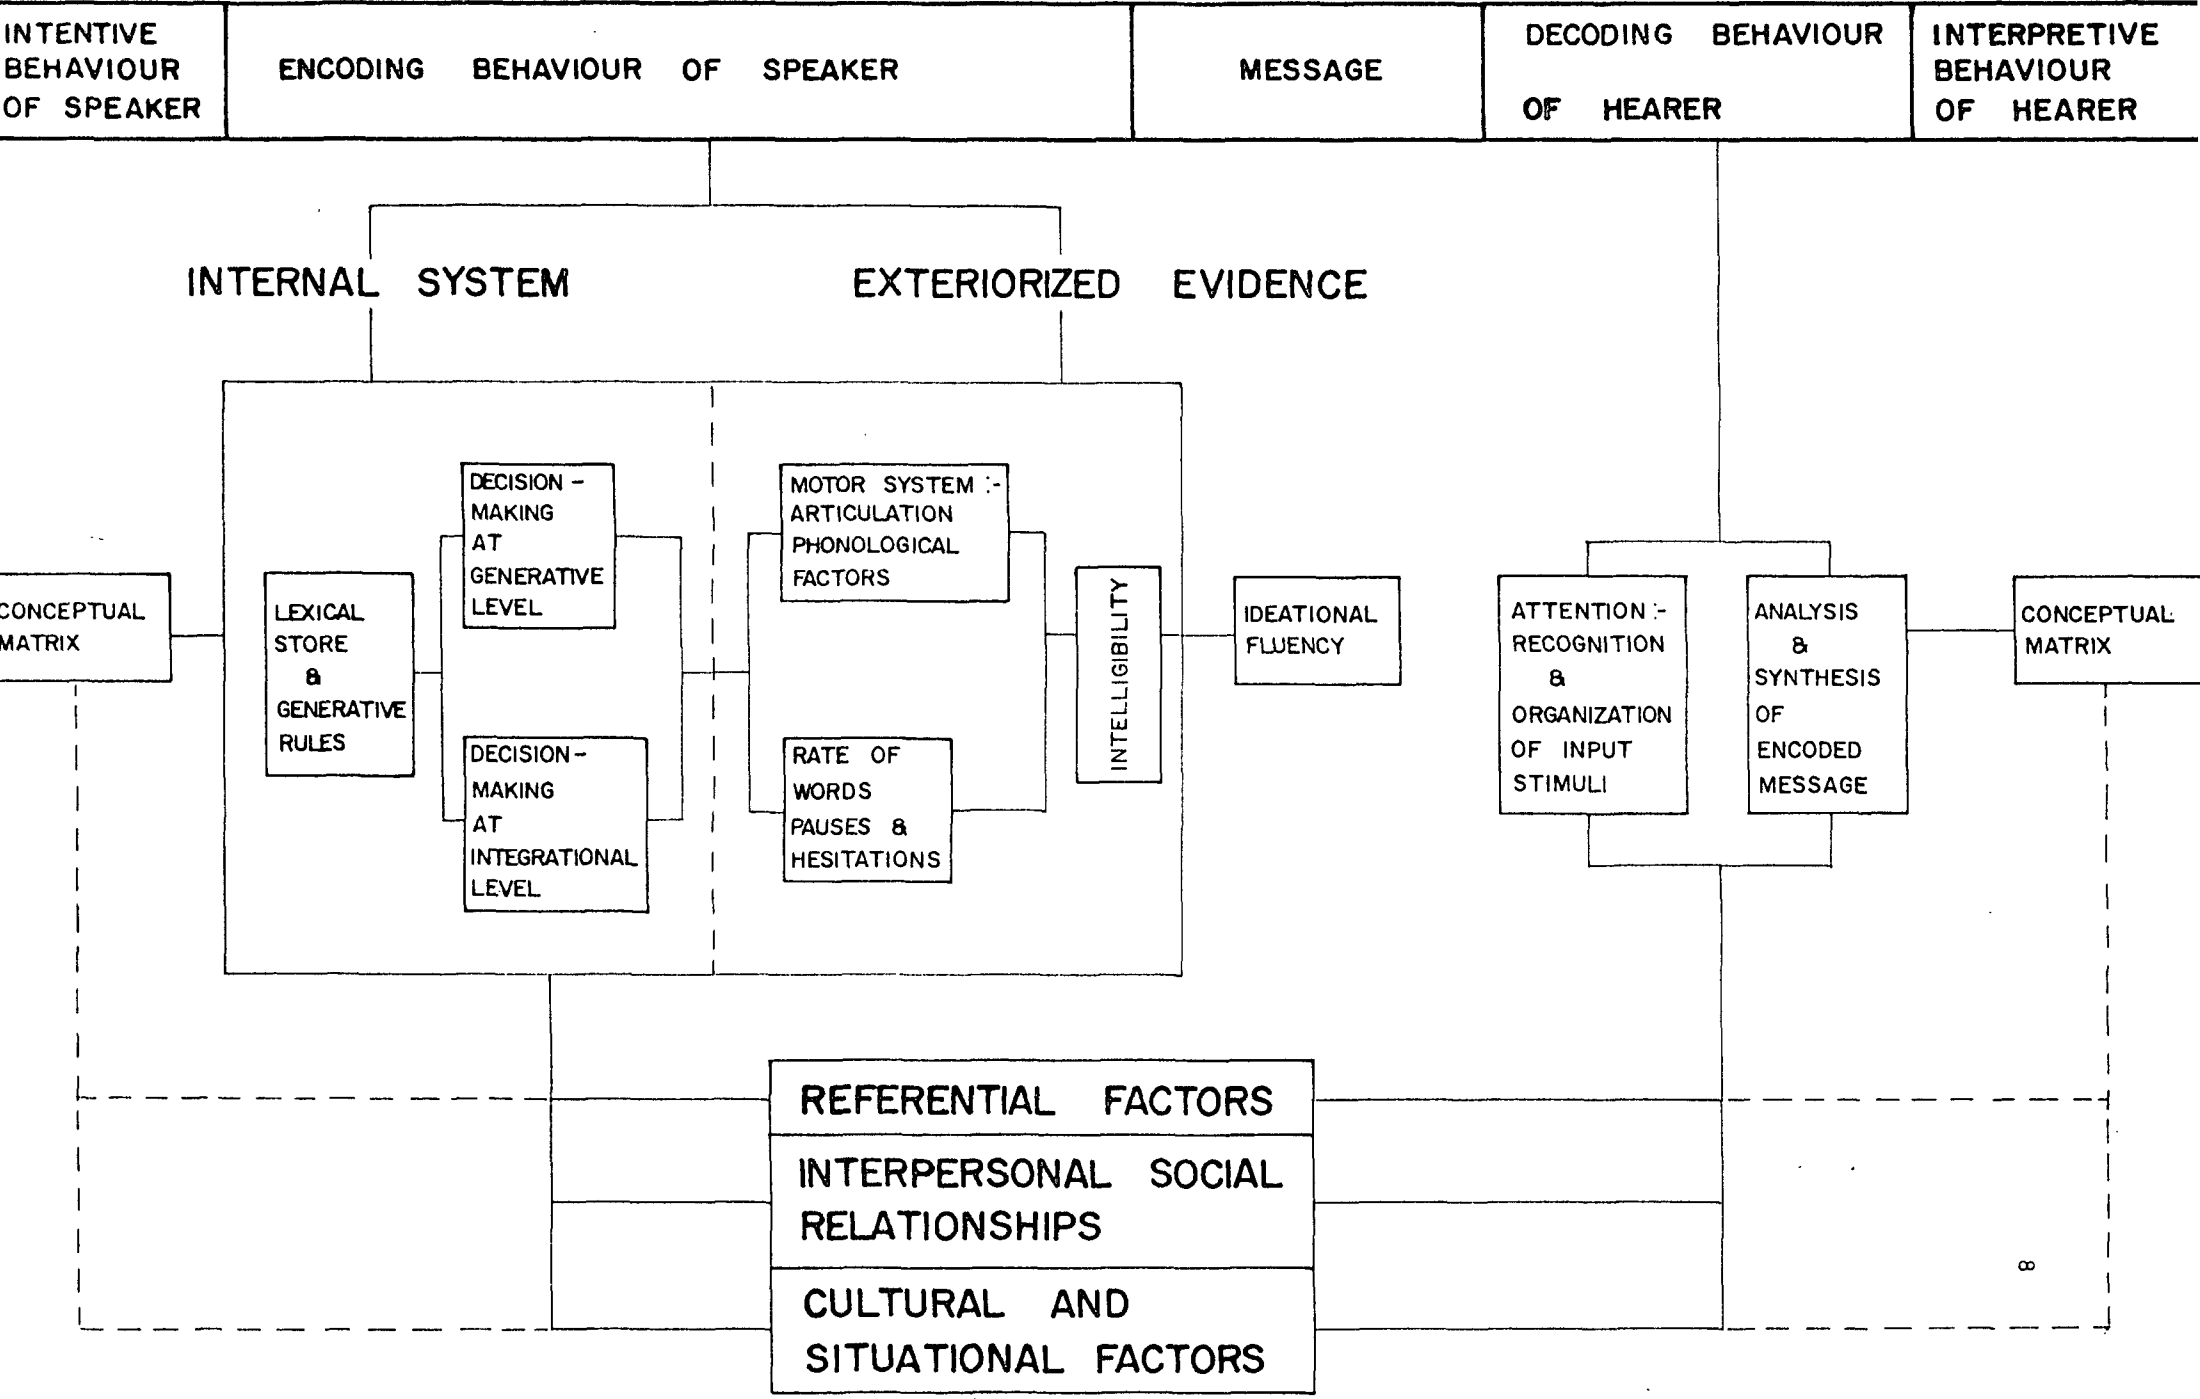 INTENTIVE
BEHAVIOUR
OF SPEAKER
ENCODING BEHAVIOUR OF SPEAKER
MESSAGE
DECODING BEHAVIOUR
OF HEARER
INTERPRETIVE
BEHAVIOUR
OF HEARER
INTERNAL SYSTEM
EXTERIORIZED EVIDENCE
CONCEPTUAL
MATRIX
LEXICAL
STORE
&
GENERATIVE
RULES
DECISION-
MAKING
AT
GENERATIVE
LEVEL
DECISION-
MAKING
AT
INTEGRATIONAL
LEVEL
MOTOR SYSTEM :-
ARTICULATION
PHONOLOGICAL
FACTORS
RATE OF
WORDS
PAUSES &
HESITATIONS
INTELLIGIBILITY
IDEATIONAL
FLUENCY
ATTENTION :-
RECOGNITION
&
ORGANIZATION
OF INPUT
STIMULI
ANALYSIS
&
SYNTHESIS
OF
ENCODED
MESSAGE
CONCEPTUAL
MATRIX
REFERENTIAL FACTORS
INTERPERSONAL SOCIAL
RELATIONSHIPS
CULTURAL AND
SITUATIONAL FACTORS
8